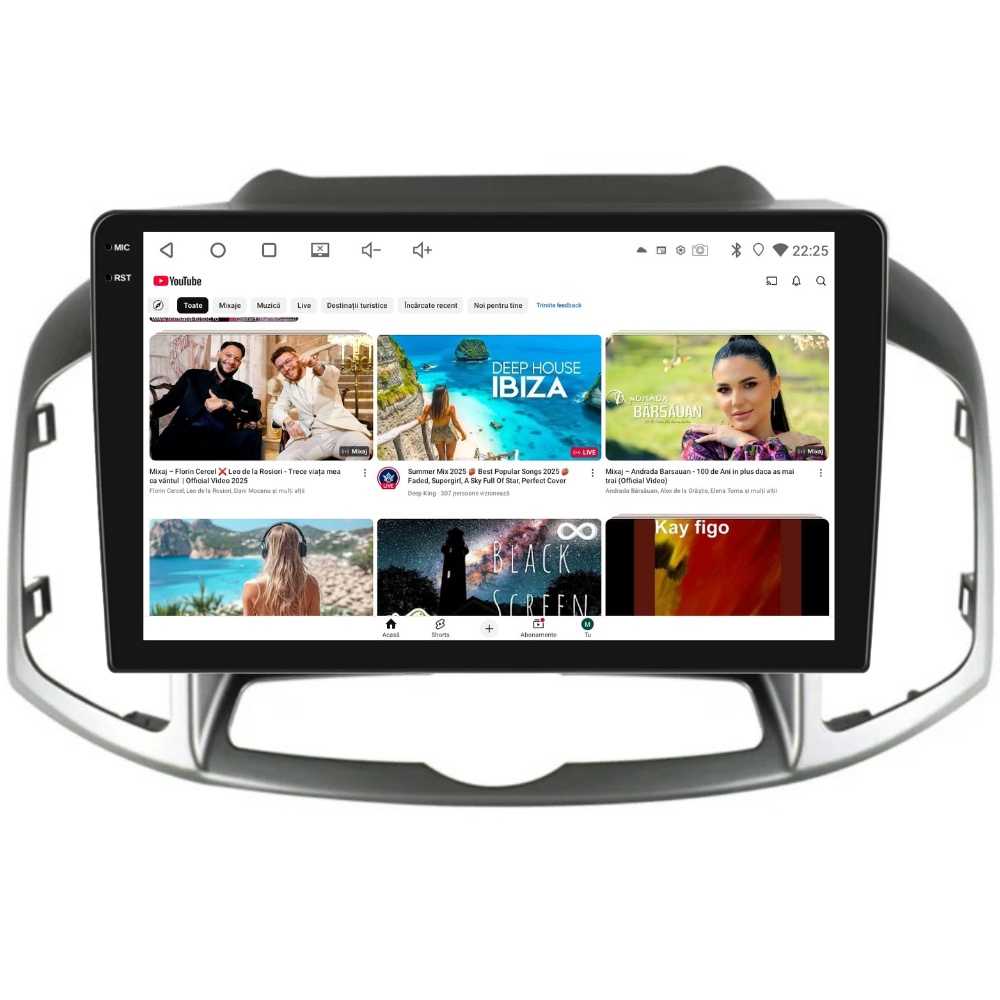 MIC
22:25
RST
YouTube
Toate
Mixaje
Muzică
Live
Destinații turistice
Încărcate recent
Noi pentru tine
Trimite feedback
DEEP HOUSE
IBIZA
ANDRADA
BÂRSĂUAN
Mixaj
LIVE
Mixaj
Mixaj – Florin Cercel ❌ Leo de la Rosiori - Trece viața mea
ca vântul | Official Video 2025
Florin Cercel, Leo de la Rosiori, Dani Mocanu și mulți alții
LIVE
Summer Mix 2025 🍓 Best Popular Songs 2025 🍓
Faded, Supergirl, A Sky Full Of Star, Perfect Cover
Deep King · 307 persoane vizionează
Mixaj – Andrada Barsauan - 100 de Ani in plus daca as mai
trai (Official Video)
Andrada Bârsăuan, Alex de la Orăștie, Elena Toma și mulți alții
BLACK
SCREEN
Kay figo
Acasă
Shorts
Abonamente
M
Tu